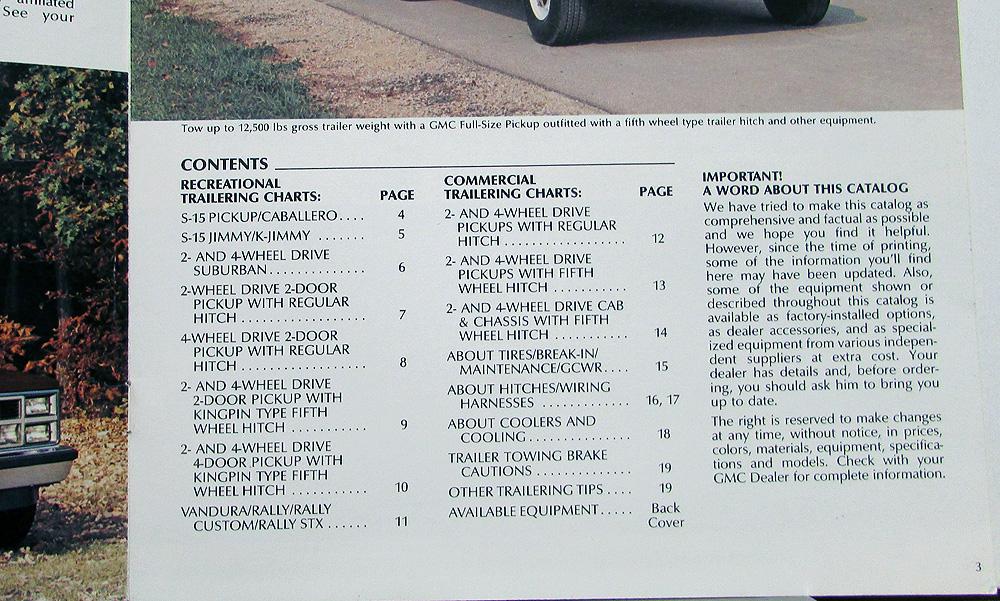 See your
Tow up to 12,500 lbs gross trailer weight with a GMC Full-Size Pickup outfitted with a fifth wheel type trailer hitch and other equipment.
CONTENTS
RECREATIONAL
TRAILERING CHARTS: PAGE
S-15 PICKUP/CABALLERO.... 4
S-15 JIMMY/K-JIMMY ....... 5
2- AND 4-WHEEL DRIVE
SUBURBAN.............. 6
2-WHEEL DRIVE 2-DOOR
PICKUP WITH REGULAR
HITCH .................. 7
4-WHEEL DRIVE 2-DOOR
PICKUP WITH REGULAR
HITCH .................. 8
2- AND 4-WHEEL DRIVE
2-DOOR PICKUP WITH
KINGPIN TYPE FIFTH
WHEEL HITCH ........... 9
2- AND 4-WHEEL DRIVE
4-DOOR PICKUP WITH
KINGPIN TYPE FIFTH
WHEEL HITCH ........... 10
VANDURA/RALLY/RALLY
CUSTOM/RALLY STX ...... 11
COMMERCIAL
TRAILERING CHARTS: PAGE
2- AND 4-WHEEL DRIVE
PICKUPS WITH REGULAR
HITCH .................. 12
2- AND 4-WHEEL DRIVE
PICKUPS WITH FIFTH
WHEEL HITCH ........... 13
2- AND 4-WHEEL DRIVE CAB
& CHASSIS WITH FIFTH
WHEEL HITCH ........... 14
ABOUT TIRES/BREAK-IN/
MAINTENANCE/GCWR.... 15
ABOUT HITCHES/WIRING
HARNESSES ............. 16, 17
ABOUT COOLERS AND
COOLING............... 18
TRAILER TOWING BRAKE
CAUTIONS .............. 19
OTHER TRAILERING TIPS .... 19
AVAILABLE EQUIPMENT..... Back
Cover
IMPORTANT!
A WORD ABOUT THIS CATALOG
We have tried to make this catalog as
comprehensive and factual as possible
and we hope you find it helpful.
However, since the time of printing,
some of the information you'll find
here may have been updated. Also,
some of the equipment shown or
described throughout this catalog is
available as factory-installed options,
as dealer accessories, and as special-
ized equipment from various indepen-
dent suppliers at extra cost. Your
dealer has details and, before order-
ing, you should ask him to bring you
up to date.
The right is reserved to make changes
at any time, without notice, in prices,
colors, materials, equipment, specifica-
tions and models. Check with your
GMC Dealer for complete information.
3